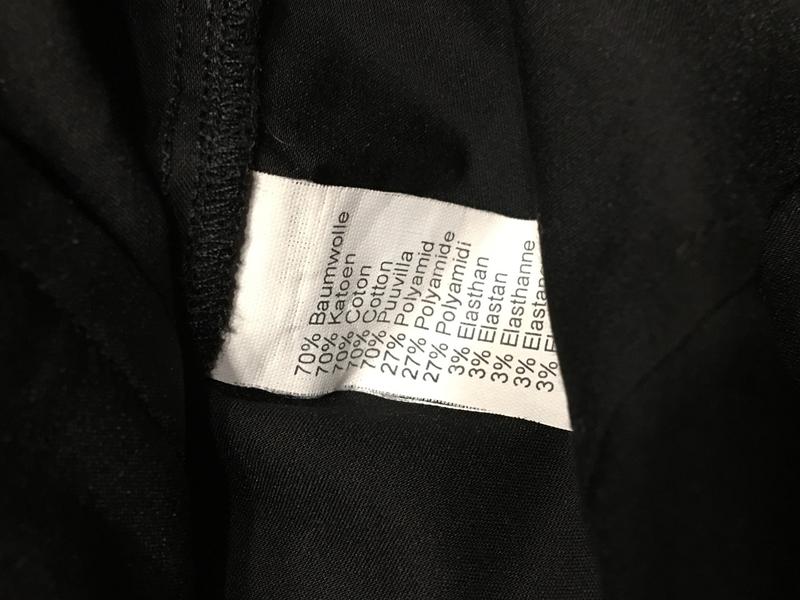 70% Baumwolle
70% Katoen
70% Coton
70% Cotton
70% Puuvilla
27% Polyamid
27% Polyamide
27% Polyamidi
3% Elasthan
3% Elastan
3% Elasthanne
3% Elastane
3%